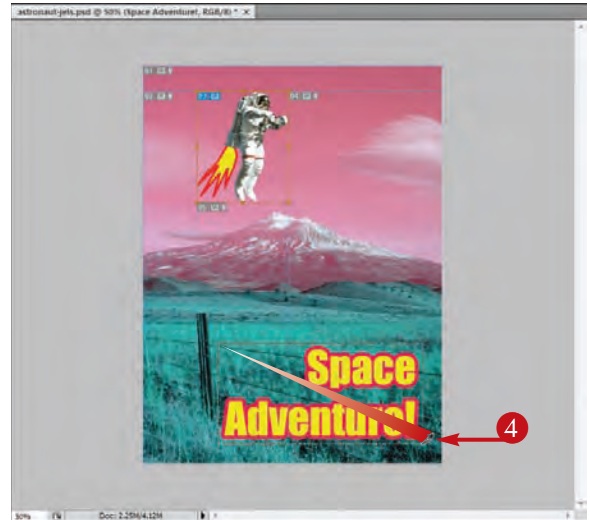 astronaut-jets.psd @ 50% (Space Adventure!, RGB/8) * ×
Space
Adventure!
4
50%
Doc: 2.25M/4.12M